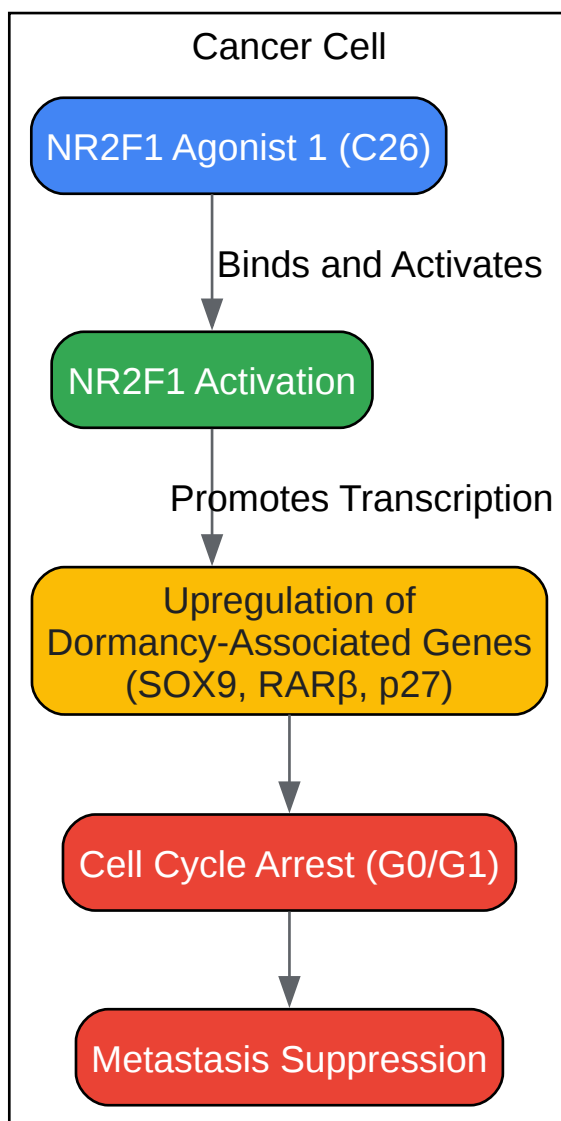 Cancer Cell
NR2F1 Agonist 1 (C26)
Binds and Activates
NR2F1 Activation
Promotes Transcription
Upregulation of
Dormancy-Associated Genes
(SOX9, RARβ, p27)
Cell Cycle Arrest (G0/G1)
Metastasis Suppression